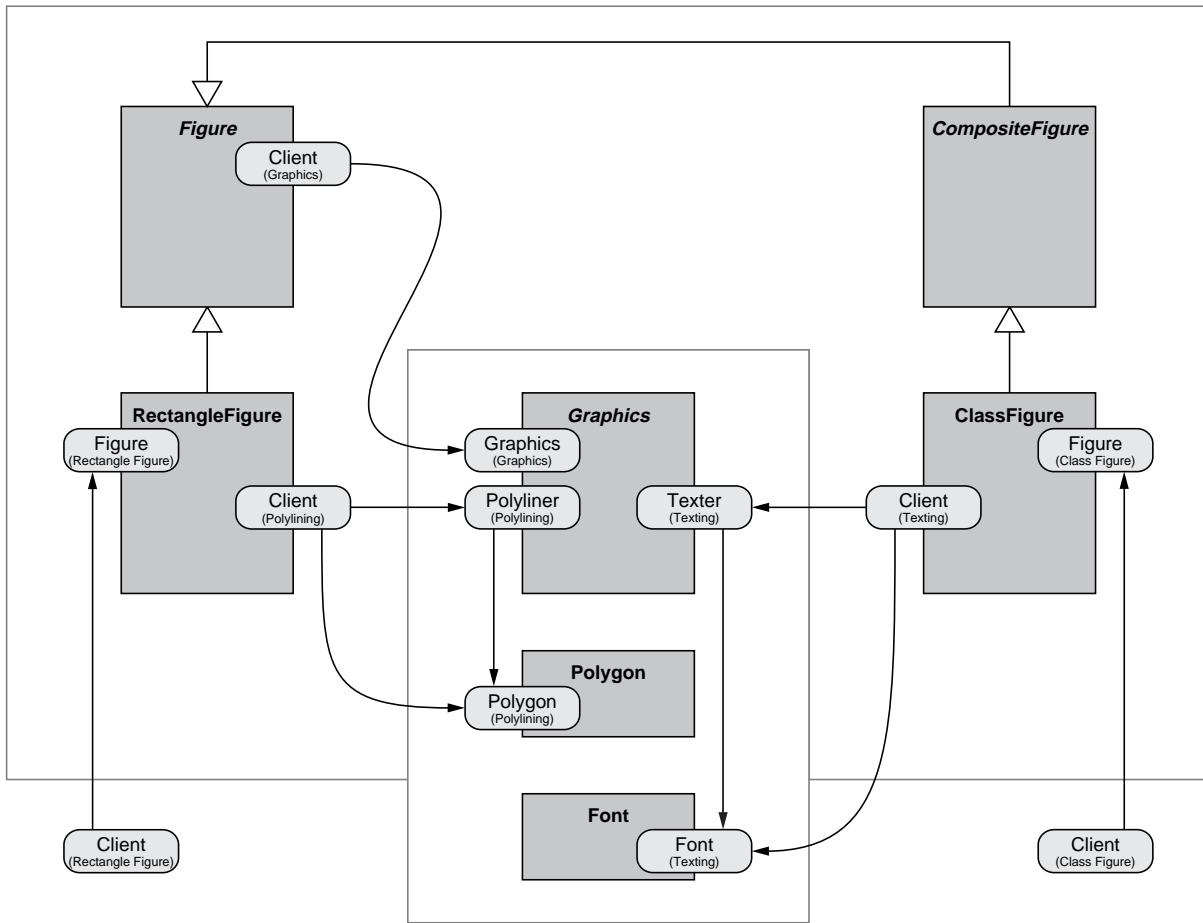 Figure
CompositeFigure
Client
(Graphics)
RectangleFigure
Graphics
ClassFigure
Figure
(Rectangle Figure)
Graphics
(Graphics)
Figure
(Class Figure)
Client
(Polylining)
Polyliner
(Polylining)
Texter
(Texting)
Client
(Texting)
Polygon
Polygon
(Polylining)
Font
Client
(Rectangle Figure)
Font
(Texting)
Client
(Class Figure)